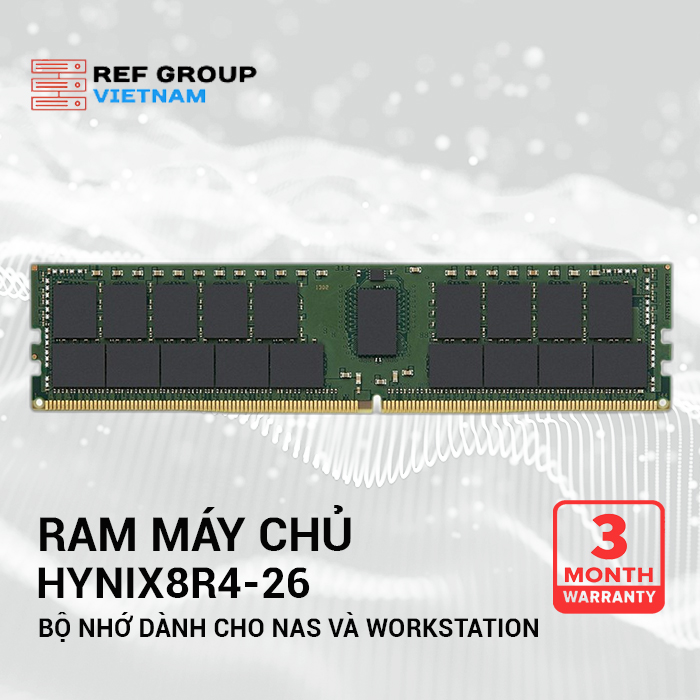 REF GROUP
VIETNAM
RAM MÁY CHỦ
HYNIX8R4-26
BỘ NHỚ DÀNH CHO NAS VÀ WORKSTATION
3
MONTH
WARRANTY